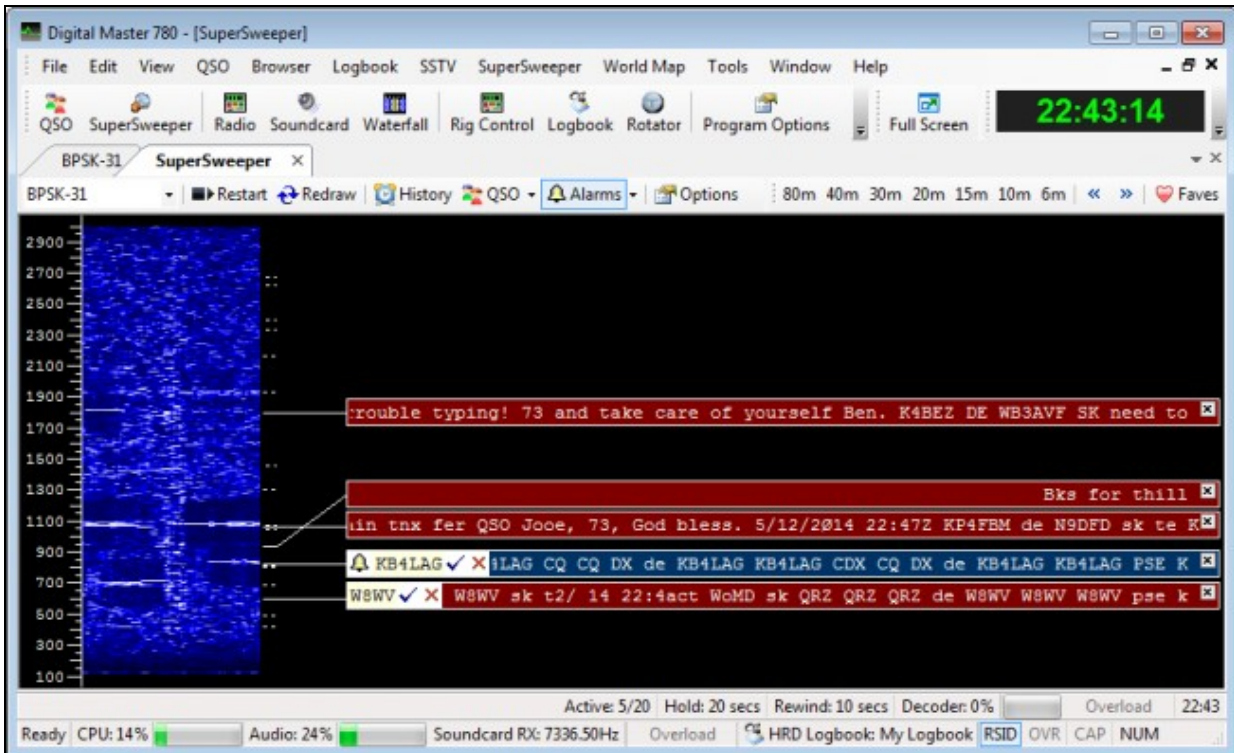 Digital Master 780 - [SuperSweeper]
File Edit View QSO Browser Logbook SSTV SuperSweeper World Map Tools Window Help
QSO SuperSweeper Radio Soundcard Waterfall Rig Control Logbook Rotator Program Options Full Screen 22:43:14
BPSK-31 SuperSweeper
BPSK-31 Restart Redraw History QSO Alarms Options 80m 40m 30m 20m 15m 10m 6m « » Faves
2900
2700
2500
2300
2100
1900
rouble typing! 73 and take care of yourself Ben. K4BEZ DE WB3AVF SK need to
1700
1500
1300
Bks for thill
1100
in tnx fer QSO Jooe, 73, God bless. 5/12/2014 22:47Z KP4FBM de N9DFD sk te K
900
KB4LAG LAG CQ CQ DX de KB4LAG KB4LAG CDX CQ DX de KB4LAG KB4LAG PSE K
700
W8WV W8WV sk t2/ 14 22:4act WoMD sk QRZ QRZ QRZ de W8WV W8WV W8WV pse k
500
300
100
Active: 5/20 Hold: 20 secs Rewind: 10 secs Decoder: 0% Overload 22:43
Ready CPU: 14% Audio: 24% Soundcard RX: 7336.50Hz Overload HRD Logbook: My Logbook RSID OVR CAP NUM